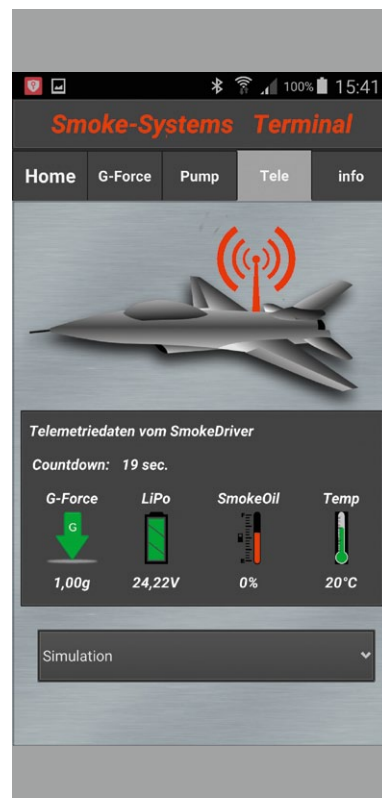 100% 15:41
Smoke-Systems Terminal
Home G-Force Pump Tele info
Telemetriedaten vom SmokeDriver
Countdown: 19 sec.
G-Force LiPo SmokeOil Temp
G
1,00g 24,22V 0% 20°C
Simulation